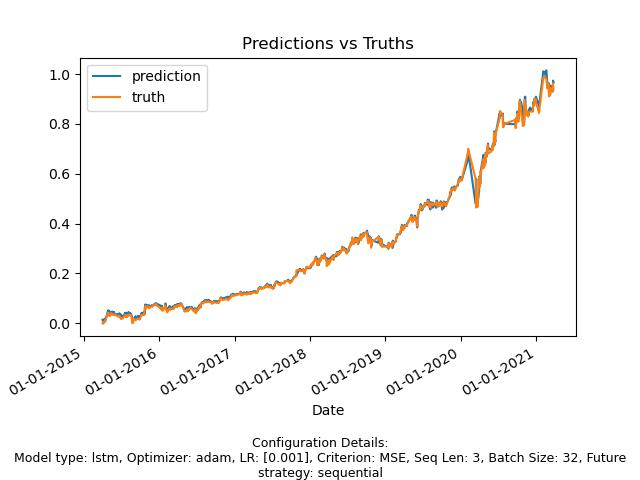 Predictions vs Truths
prediction
truth
1.0
0.8
0.6
0.4
0.2
0.0
01-01-2015
01-01-2016
01-01-2017
01-01-2018
01-01-2019
01-01-2020
01-01-2021
Date
Configuration Details:
Model type: lstm, Optimizer: adam, LR: [0.001], Criterion: MSE, Seq Len: 3, Batch Size: 32, Future
strategy: sequential